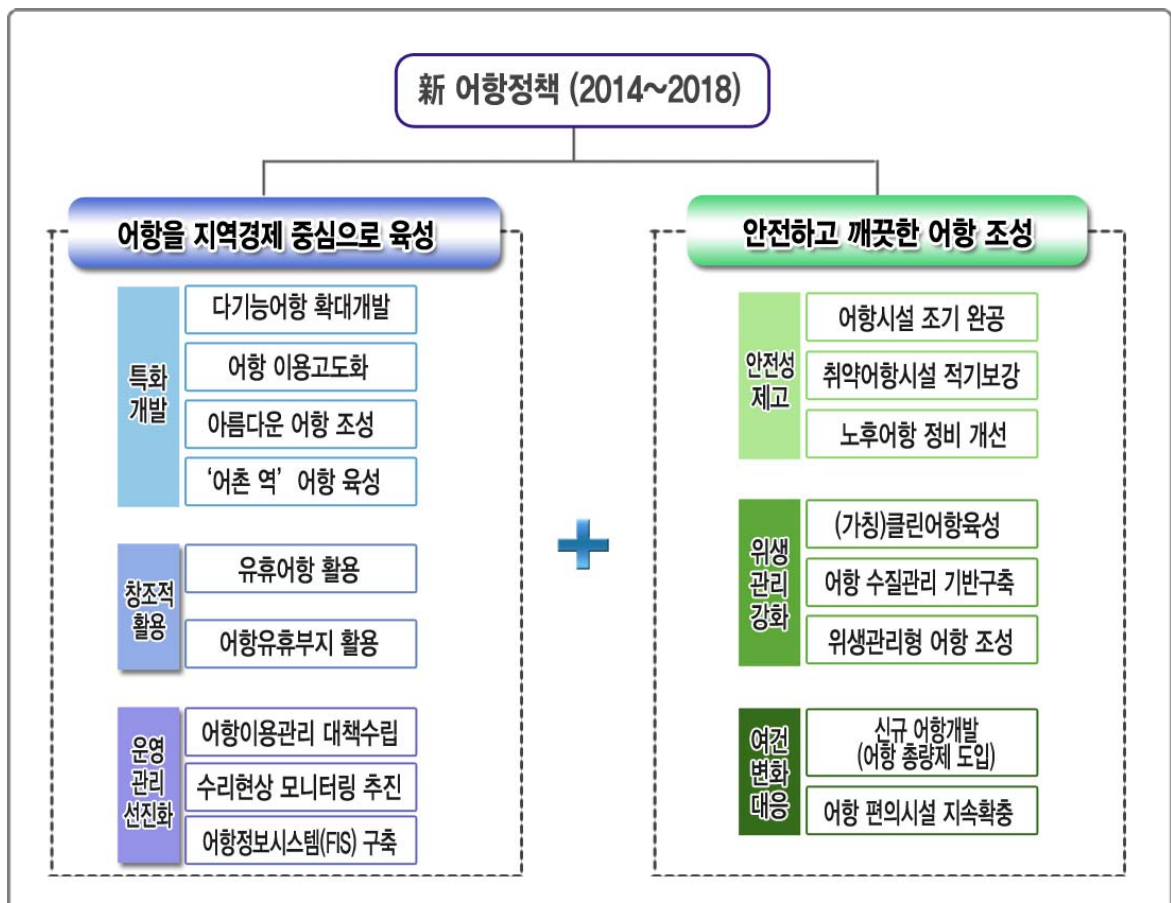 新 어항정책 (2014~2018)
어항을 지역경제 중심으로 육성
특화
개발
다기능어항 확대개발
어항 이용고도화
아름다운 어항 조성
‘어촌 역’ 어항 육성
창조적
활용
유휴어항 활용
어항유휴부지 활용
운영
관리
선진화
어항이용관리 대책수립
수리현상 모니터링 추진
어항정보시스템(FIS) 구축
안전하고 깨끗한 어항 조성
안전성
제고
어항시설 조기 완공
취약어항시설 적기보강
노후어항 정비 개선
위생
관리
강화
(가칭)클린어항육성
어항 수질관리 기반구축
위생관리형 어항 조성
여건
변화
대응
신규 어항개발
(어항 총량제 도입)
어항 편의시설 지속확충